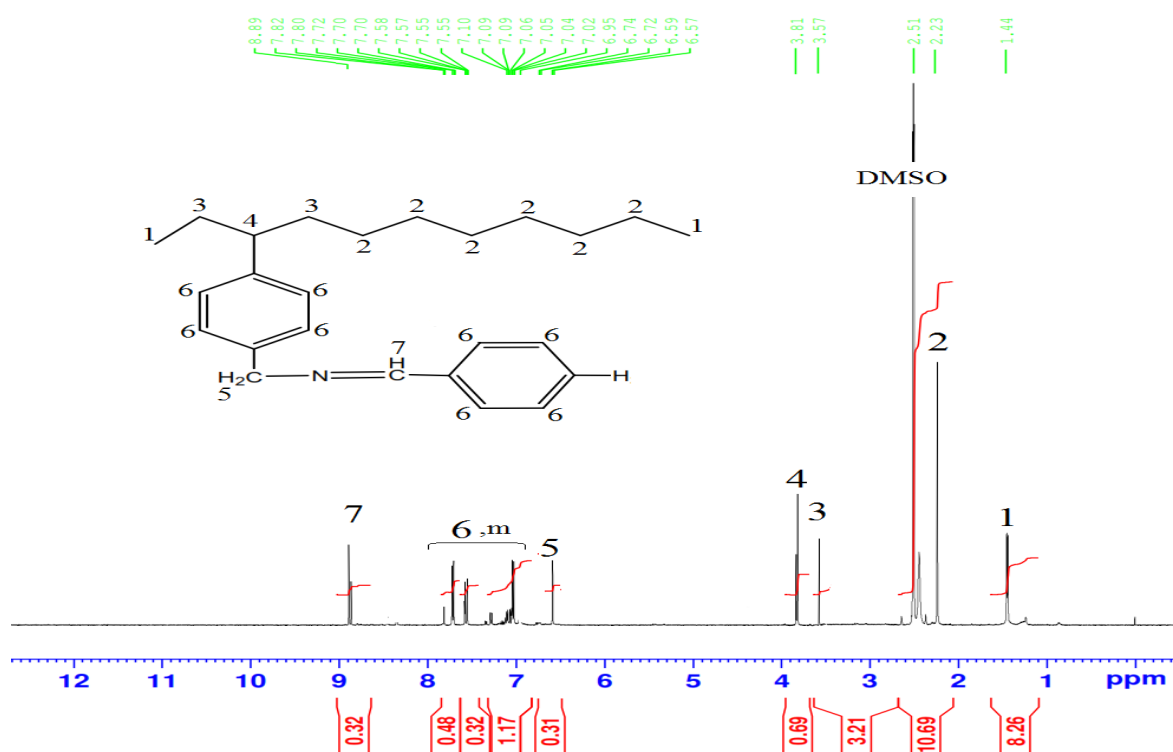 8.89 7.82 7.80 7.72 7.70 7.70 7.58 7.57 7.55 7.55 7.10 7.09 7.09 7.06 7.05 7.04 7.02 6.95 6.74 6.72 6.59 6.57 3.81 3.57 2.51 2.23 1.44
DMSO
3 3 2 2 2
1 4 2 2 2 1
6 6
6 6
7 6 6
H
H₂C N C H
5
6 6
2
4
3
7 6 ,m 5 1
12 11 10 9 8 7 6 5 4 3 2 1 ppm
0.32 0.48 0.32 1.17 0.31 0.69 3.21 10.69 8.26